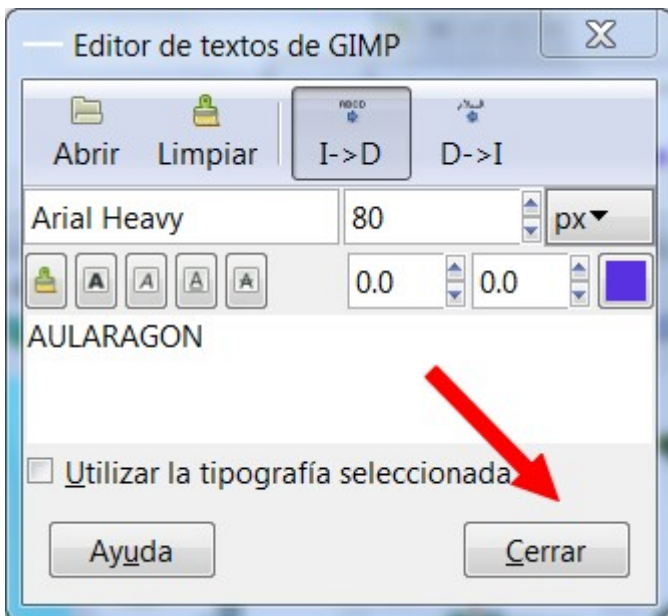 Editor de textos de GIMP
Abrir Limpiar I->D D->I
Arial Heavy 80 px
A A A A 0.0 0.0
AULARAGON
Utilizar la tipografía seleccionada
Ayuda Cerrar